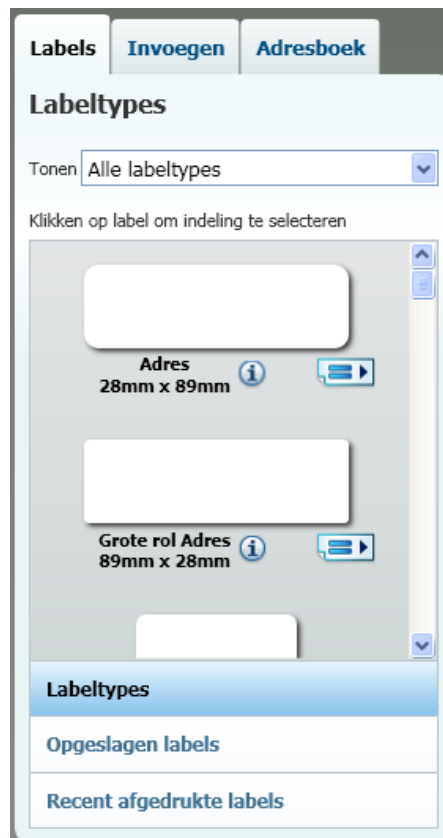 Labels Invoegen Adresboek
Labeltypes
Tonen Alle labeltypes
Klikken op label om indeling te selecteren
Adres
28mm x 89mm
Grote rol Adres
89mm x 28mm
Labeltypes
Opgeslagen labels
Recent afgedrukte labels